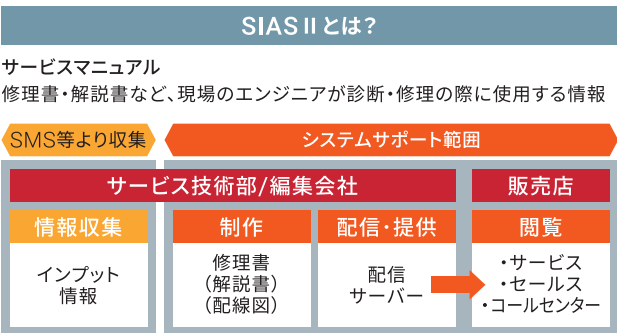 SIAS II とは？
サービスマニュアル
修理書・解説書など、現場のエンジニアが診断・修理の際に使用する情報
SMS等より収集
システムサポート範囲
サービス技術部/編集会社
販売店
情報収集
制作
配信・提供
閲覧
インプット
情報
修理書
(解説書)
(配線図)
配信
サーバー
・サービス
・セールス
・コールセンター